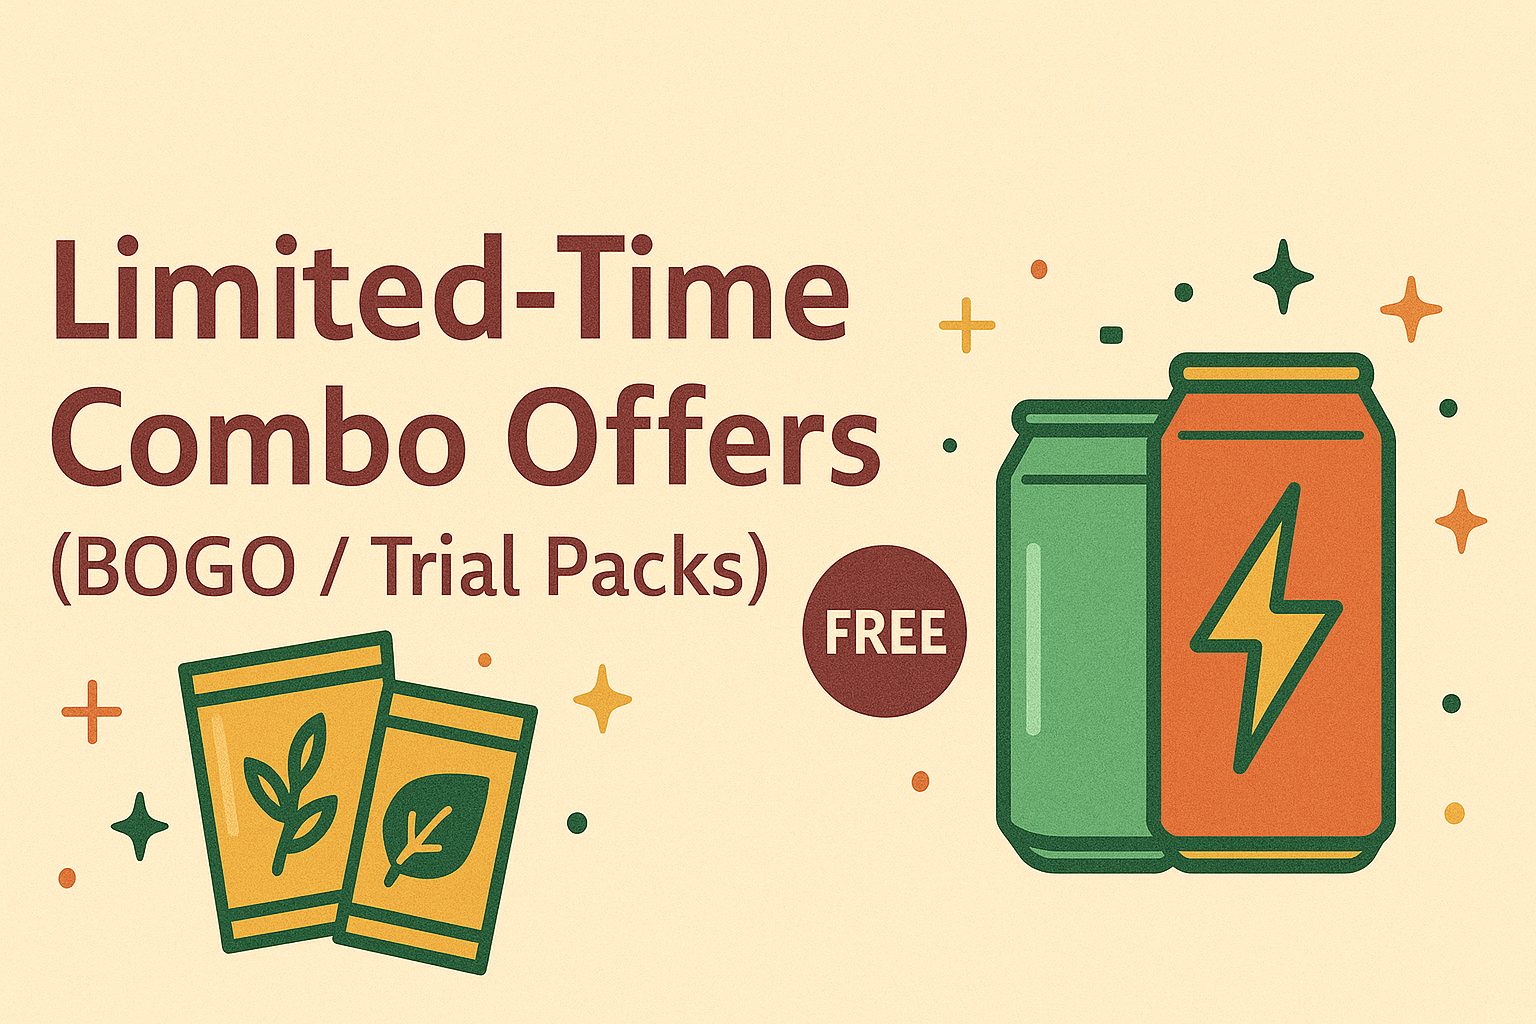 Limited-Time
Combo Offers
(BOGO / Trial Packs)
FREE